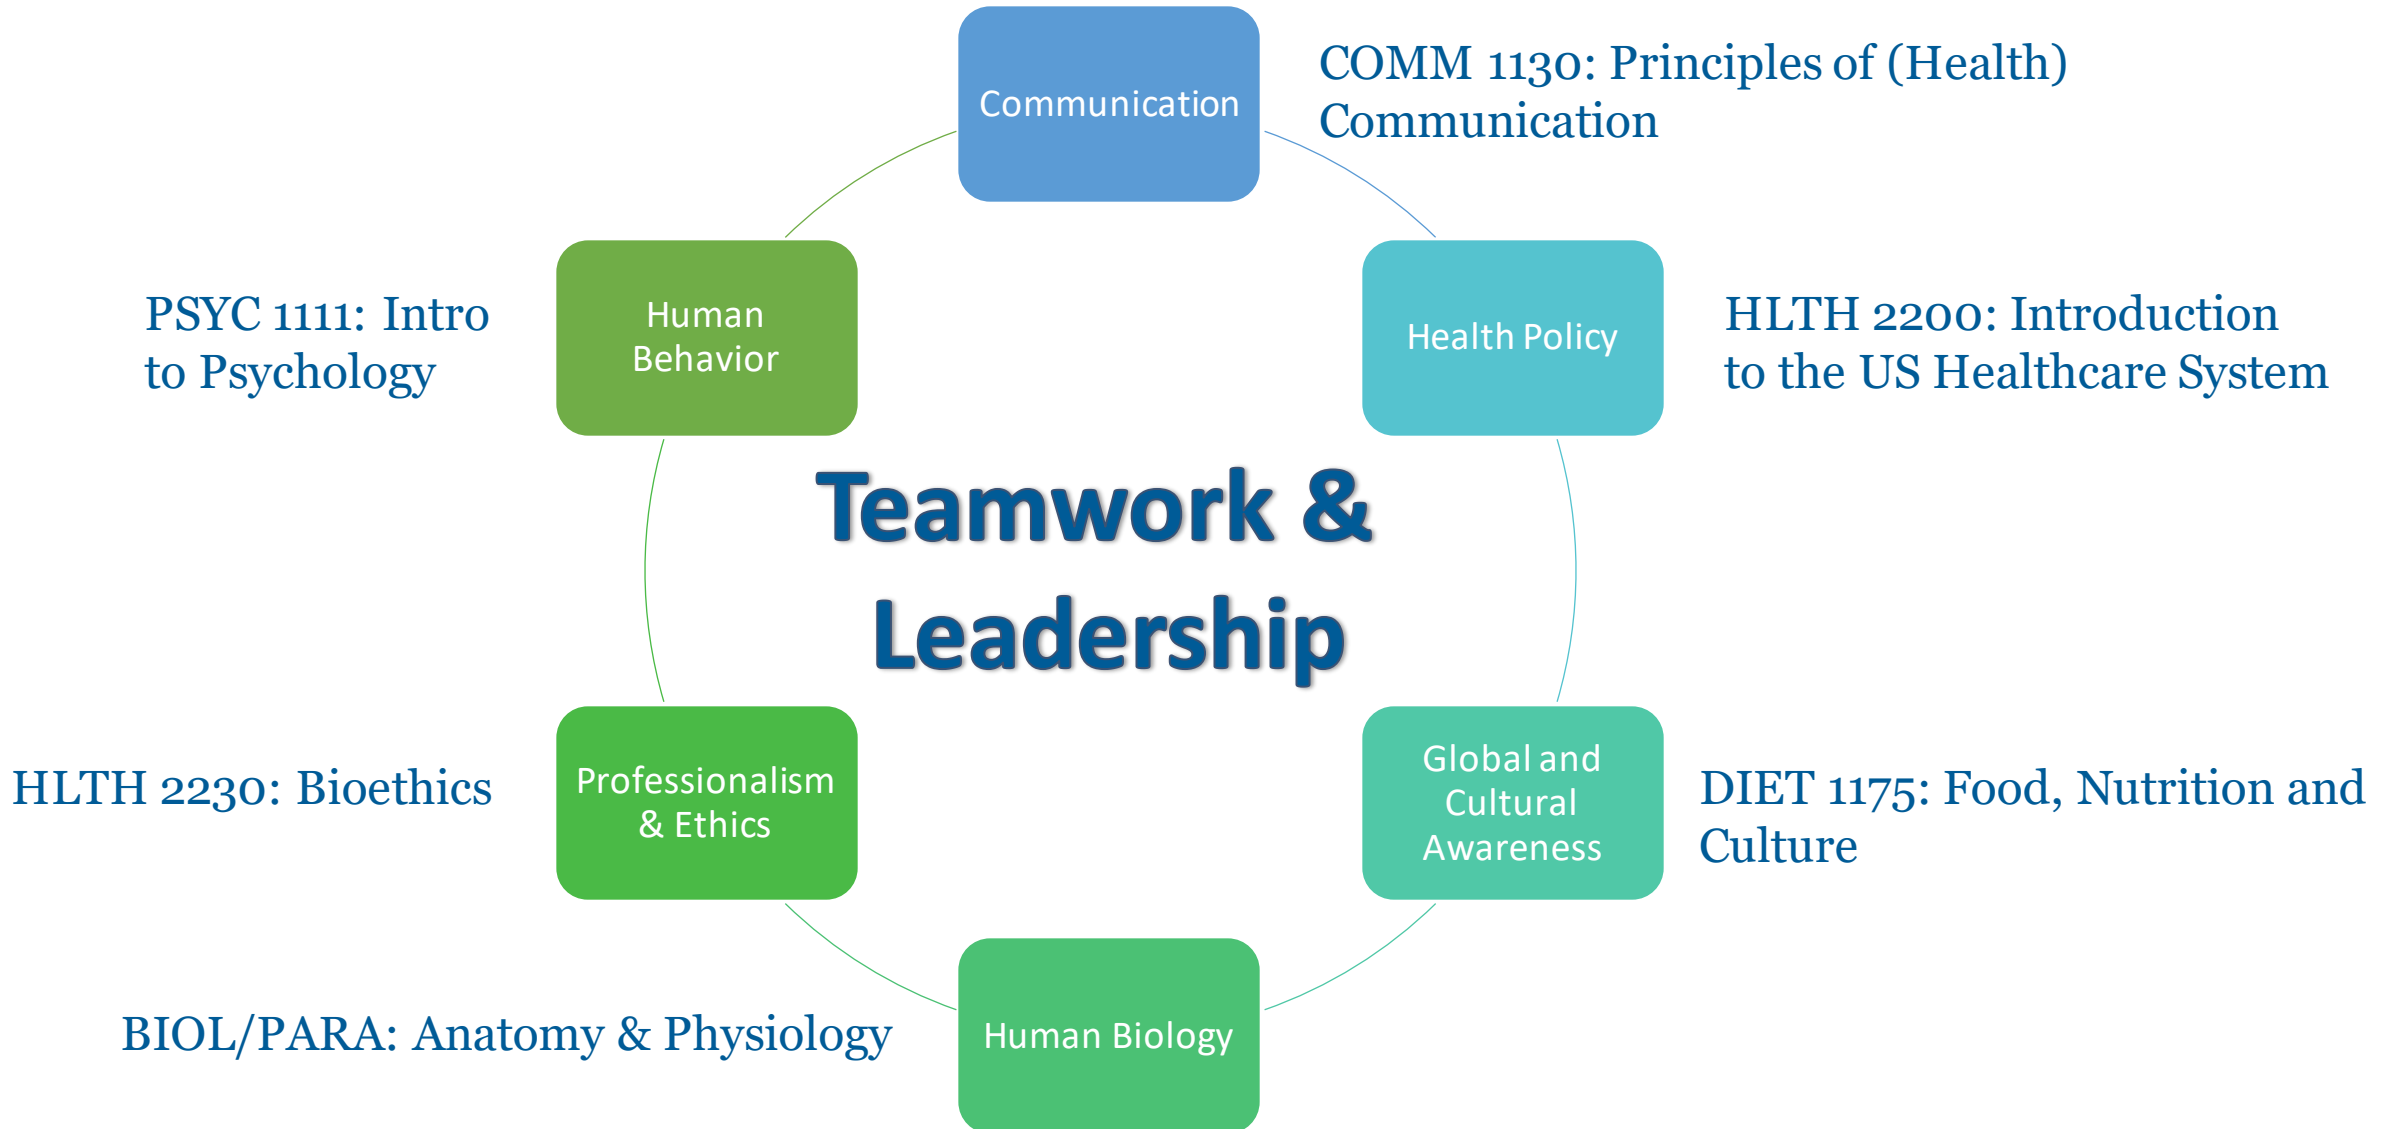 Communication
COMM 1130: Principles of (Health)
Communication
Human
Behavior
PSYC 1111: Intro
to Psychology
Health Policy
HLTH 2200: Introduction
to the US Healthcare System
Teamwork &
Leadership
Professionalism
& Ethics
HLTH 2230: Bioethics
Global and
Cultural
Awareness
DIET 1175: Food, Nutrition and
Culture
BIOL/PARA: Anatomy & Physiology
Human Biology